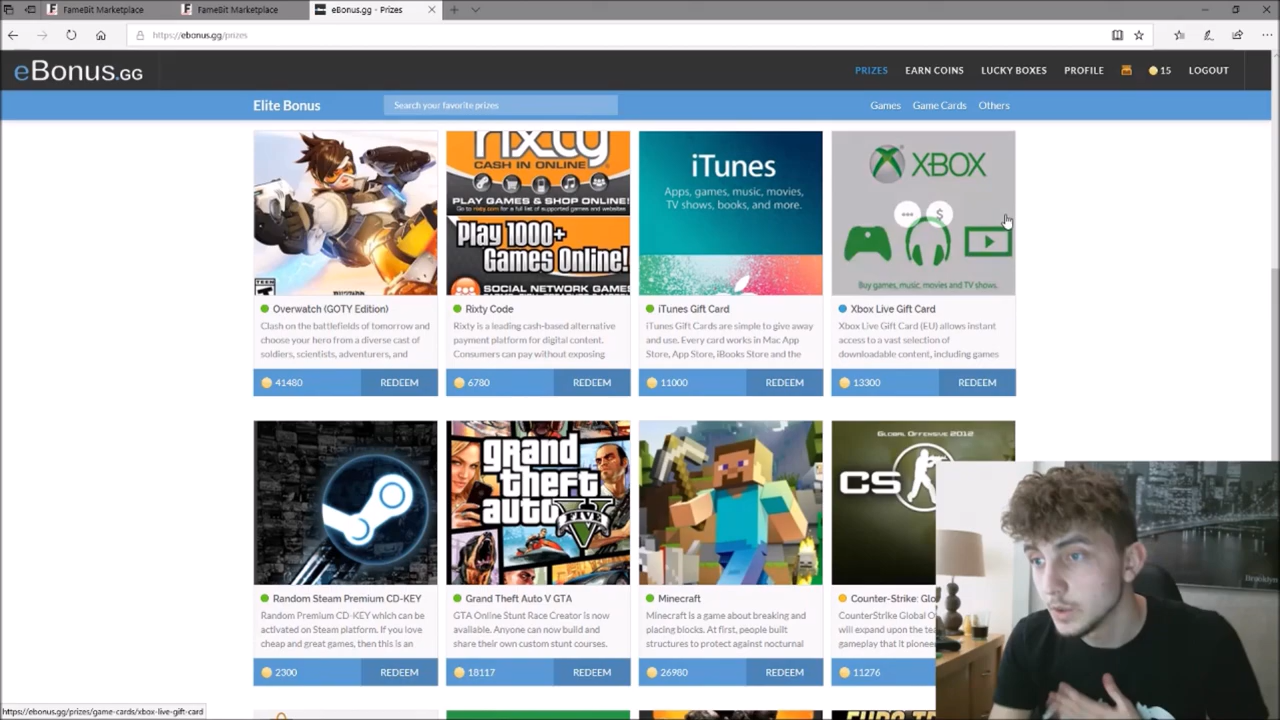 FameBit Marketplace
FameBit Marketplace
eBonus.gg - Prizes
https://ebonus.gg/prizes
eBonus.GG
PRIZES
EARN COINS
LUCKY BOXES
PROFILE
15
LOGOUT
Elite Bonus
Search your favorite prizes
Games
Game Cards
Others
rixty
CASH IN ONLINE
PLAY GAMES & SHOP ONLINE!
Play 1000+
Games Online!
SOCIAL NETWORK GAMES
iTunes
Apps, games, music, movies,
TV shows, books, and more.
XBOX
Buy games, music, movies and TV shows.
Overwatch (GOTY Edition)
Clash on the battlefields of tomorrow and
choose your hero from a diverse cast of
soldiers, scientists, adventurers, and
41480
REDEEM
Rixty Code
Rixty is a leading cash-based alternative
payment platform for digital content.
Consumers can pay without exposing
6780
REDEEM
iTunes Gift Card
iTunes Gift Cards are simple to give away
and use. Every card works in Mac App
Store, App Store, iBooks Store and the
11000
REDEEM
Xbox Live Gift Card
Xbox Live Gift Card (EU) allows instant
access to a vast selection of
downloadable content, including games
13300
REDEEM
grand
theft
auto V
FIVE
GLOBAL OFFENSIVE 2012
CS
Random Steam Premium CD-KEY
Random Premium CD-KEY which can be
activated on Steam platform. If you love
cheap and great games, then this is an
2300
REDEEM
Grand Theft Auto V GTA
GTA Online Stunt Race Creator is now
available. Anyone can now build and
share their own custom stunt courses.
18117
REDEEM
Minecraft
Minecraft is a game about breaking and
placing blocks. At first, people built
structures to protect against nocturnal
26980
REDEEM
Counter-Strike: Glo
CounterStrike Global O
will expand upon the tea
gameplay that it pionee
11276
Brooklyn
https://ebonus.gg/prizes/game-cards/xbox-live-gift-card